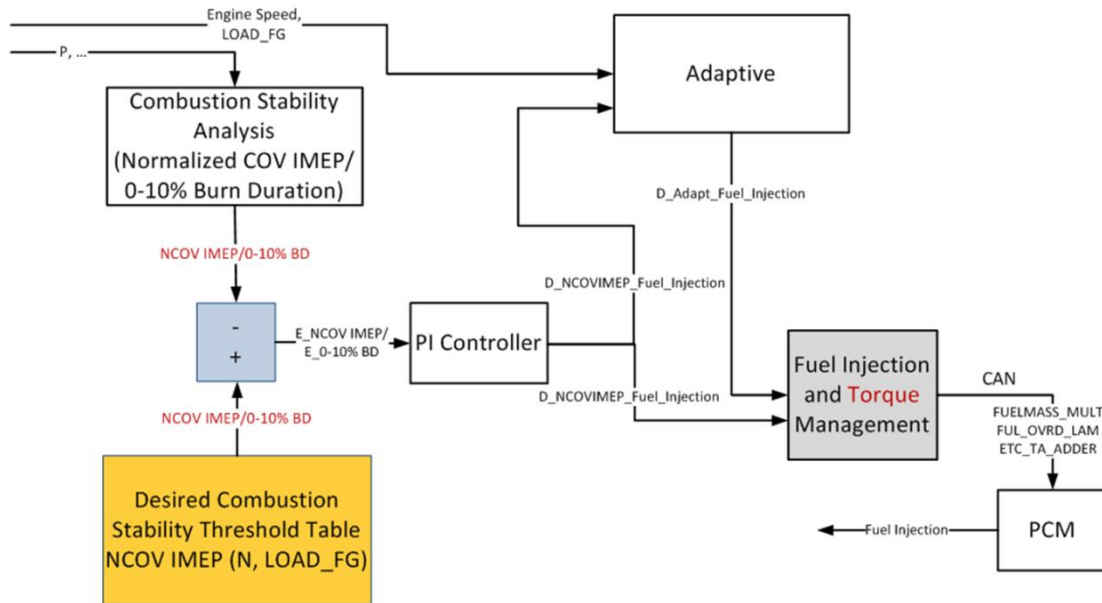 Engine Speed,
LOAD_FG
P, ...
Adaptive
Combustion Stability
Analysis
(Normalized COV IMEP/
0-10% Burn Duration)
D_Adapt_Fuel_Injection
NCOV IMEP/0-10% BD
D_NCOVIMEP_Fuel_Injection
-
+
E_NCOV IMEP/
E_0-10% BD
PI Controller
Fuel Injection
and Torque
Management
CAN
D_NCOVIMEP_Fuel_Injection
NCOV IMEP/0-10% BD
FUELMASS_MULT
FUL_OVRD_LAM
ETC_TA_ADDER
Desired Combustion
Stability Threshold Table
NCOV IMEP (N, LOAD_FG)
Fuel Injection
PCM